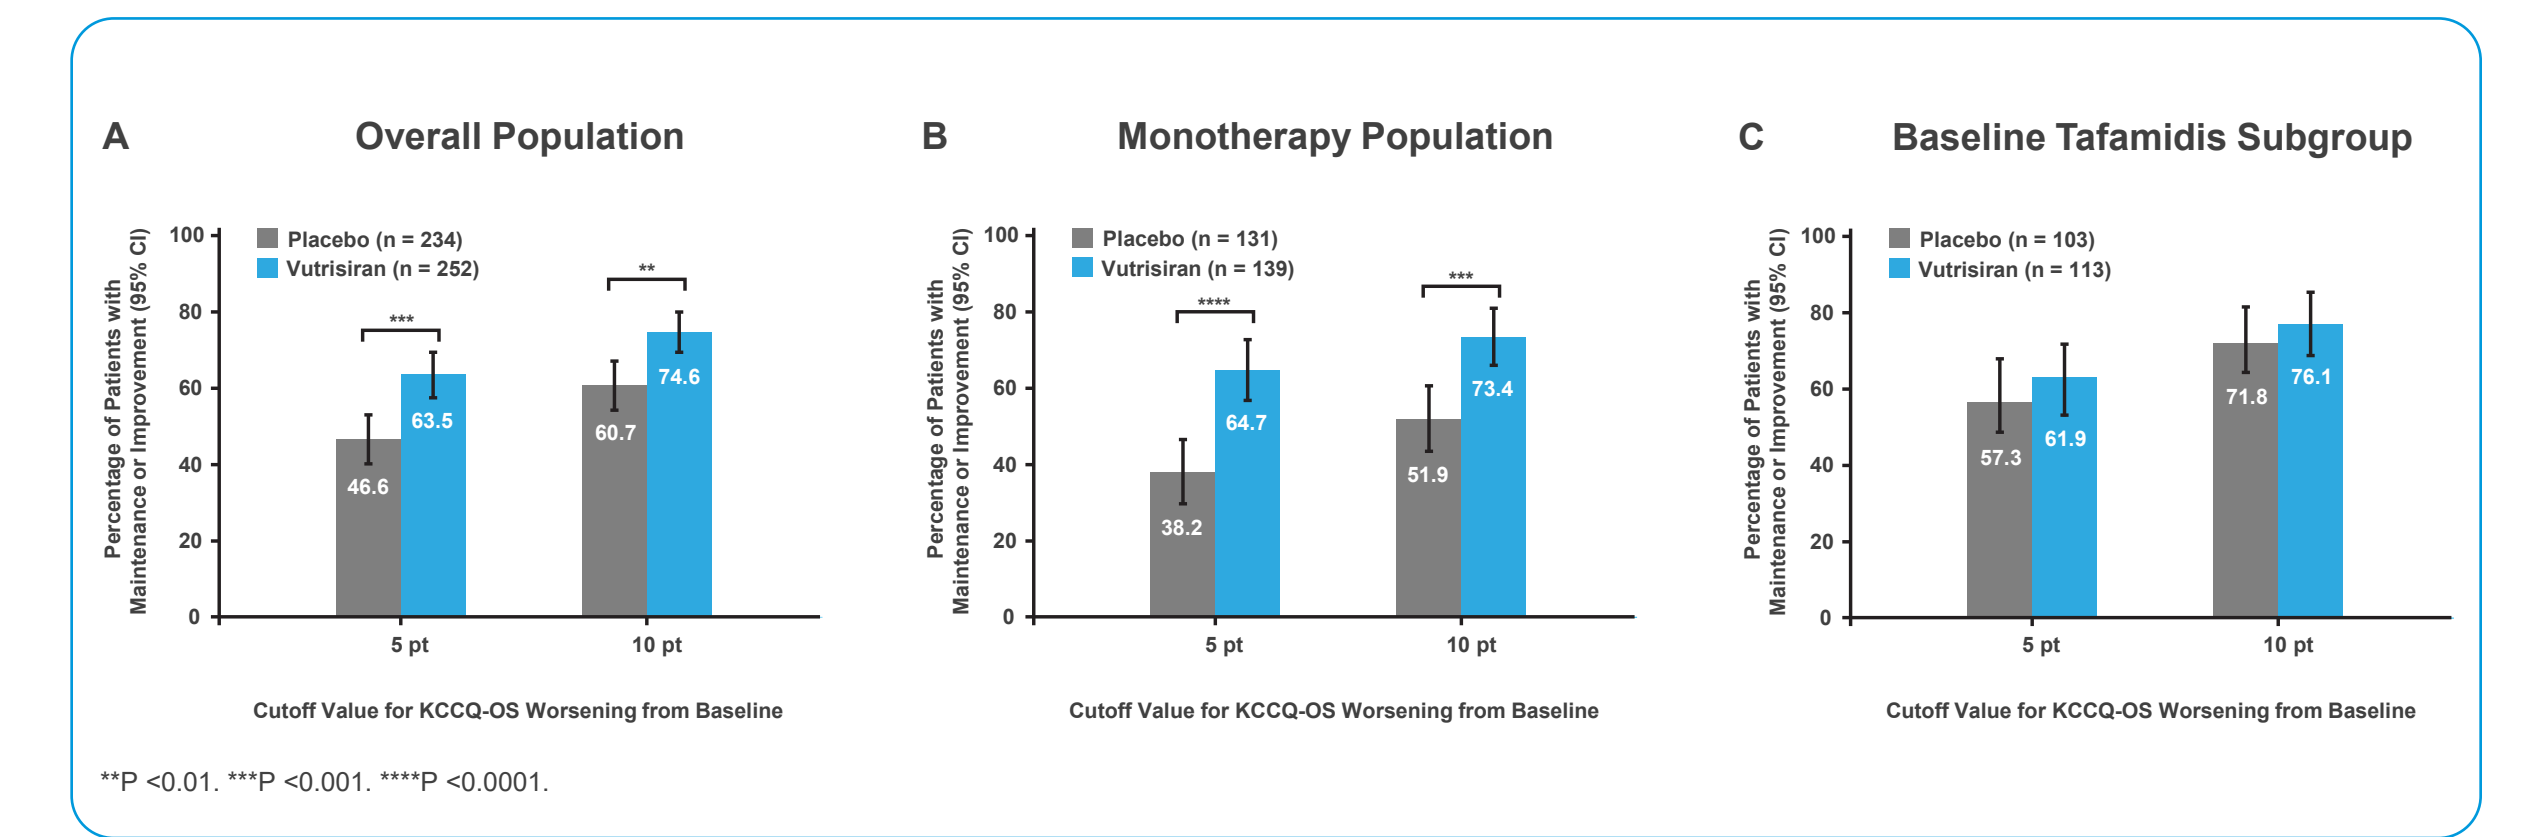 A
Overall Population
Percentage of Patients with
Maintenance or Improvement (95% CI)
100
80
60
40
20
0
Placebo (n = 234)
Vutrisiran (n = 252)
***
**
46.6
63.5
60.7
74.6
5 pt
10 pt
Cutoff Value for KCCQ-OS Worsening from Baseline
B
Monotherapy Population
Percentage of Patients with
Maintenance or Improvement (95% CI)
100
80
60
40
20
0
Placebo (n = 131)
Vutrisiran (n = 139)
****
***
38.2
64.7
51.9
73.4
5 pt
10 pt
Cutoff Value for KCCQ-OS Worsening from Baseline
C
Baseline Tafamidis Subgroup
Percentage of Patients with
Maintenance or Improvement (95% CI)
100
80
60
40
20
0
Placebo (n = 103)
Vutrisiran (n = 113)
57.3
61.9
71.8
76.1
5 pt
10 pt
Cutoff Value for KCCQ-OS Worsening from Baseline
**P <0.01. ***P <0.001. ****P <0.0001.